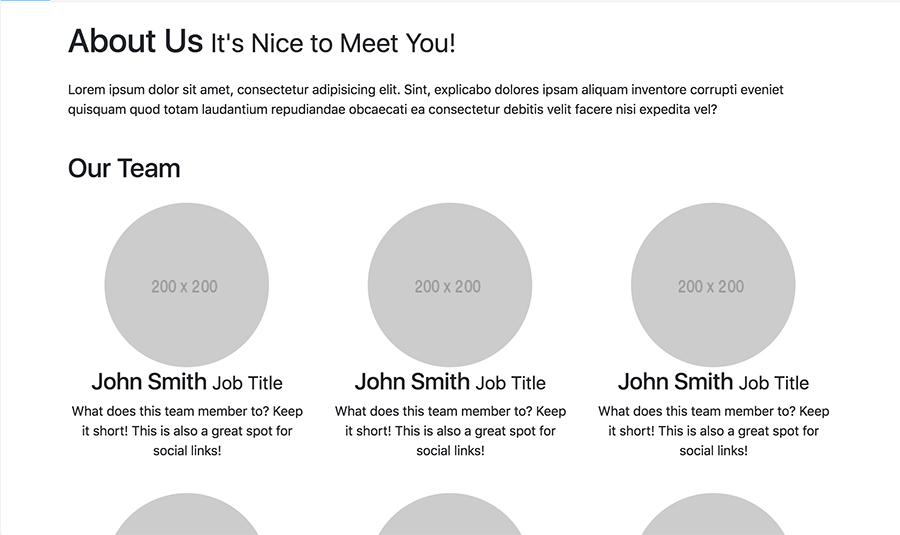 About Us It's Nice to Meet You!
Lorem ipsum dolor sit amet, consectetur adipisicing elit. Sint, explicabo dolores ipsam aliquam inventore corrupti eveniet
quisquam quod totam laudantium repudiandae obcaecati ea consectetur debitis velit facere nisi expedita vel?
Our Team
200 x 200
200 x 200
200 x 200
John Smith Job Title
What does this team member to? Keep
it short! This is also a great spot for
social links!
John Smith Job Title
What does this team member to? Keep
it short! This is also a great spot for
social links!
John Smith Job Title
What does this team member to? Keep
it short! This is also a great spot for
social links!